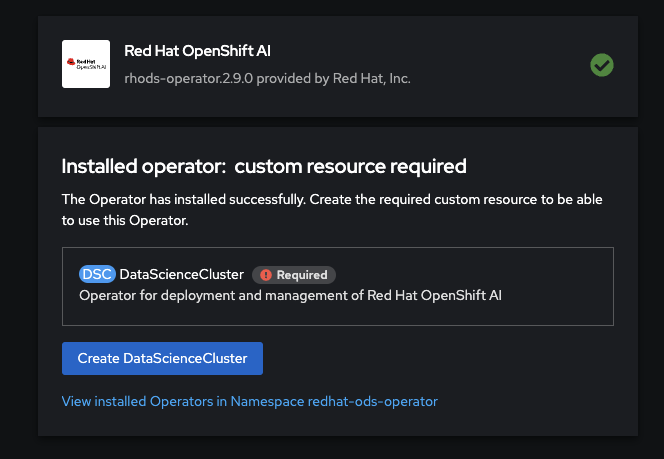 Red Hat
OpenShift AI
Red Hat OpenShift AI
rhods-operator.2.9.0 provided by Red Hat, Inc.
Installed operator: custom resource required
The Operator has installed successfully. Create the required custom resource to be able
to use this Operator.
DSC DataScienceCluster Required
Operator for deployment and management of Red Hat OpenShift AI
Create DataScienceCluster
View installed Operators in Namespace redhat-ods-operator